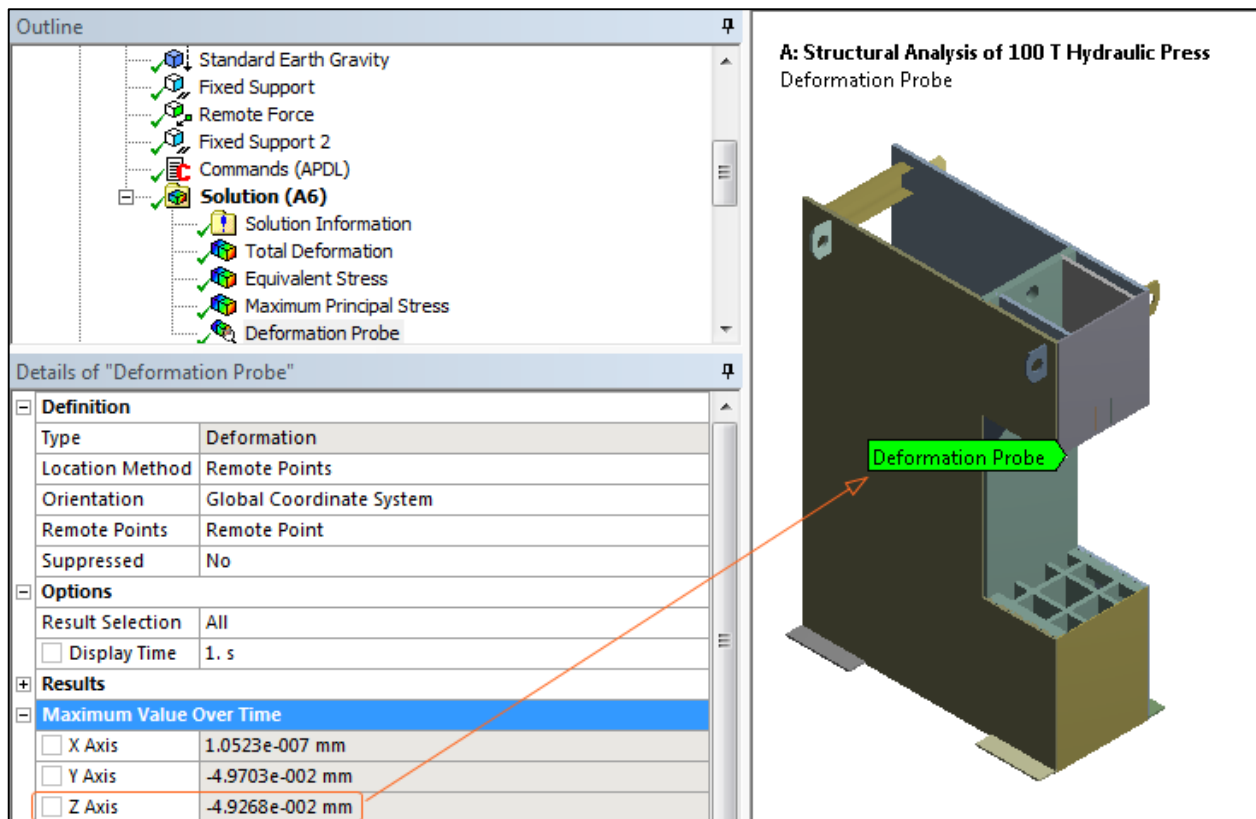 Outline
Standard Earth Gravity
Fixed Support
Remote Force
Fixed Support 2
Commands (APDL)
Solution (A6)
Solution Information
Total Deformation
Equivalent Stress
Maximum Principal Stress
Deformation Probe
Details of "Deformation Probe"
Definition
Type Deformation
Location Method Remote Points
Orientation Global Coordinate System
Remote Points Remote Point
Suppressed No
Options
Result Selection All
Display Time 1. s
Results
Maximum Value Over Time
X Axis 1.0523e-007 mm
Y Axis -4.9703e-002 mm
Z Axis -4.9268e-002 mm
A: Structural Analysis of 100 T Hydraulic Press
Deformation Probe
Deformation Probe